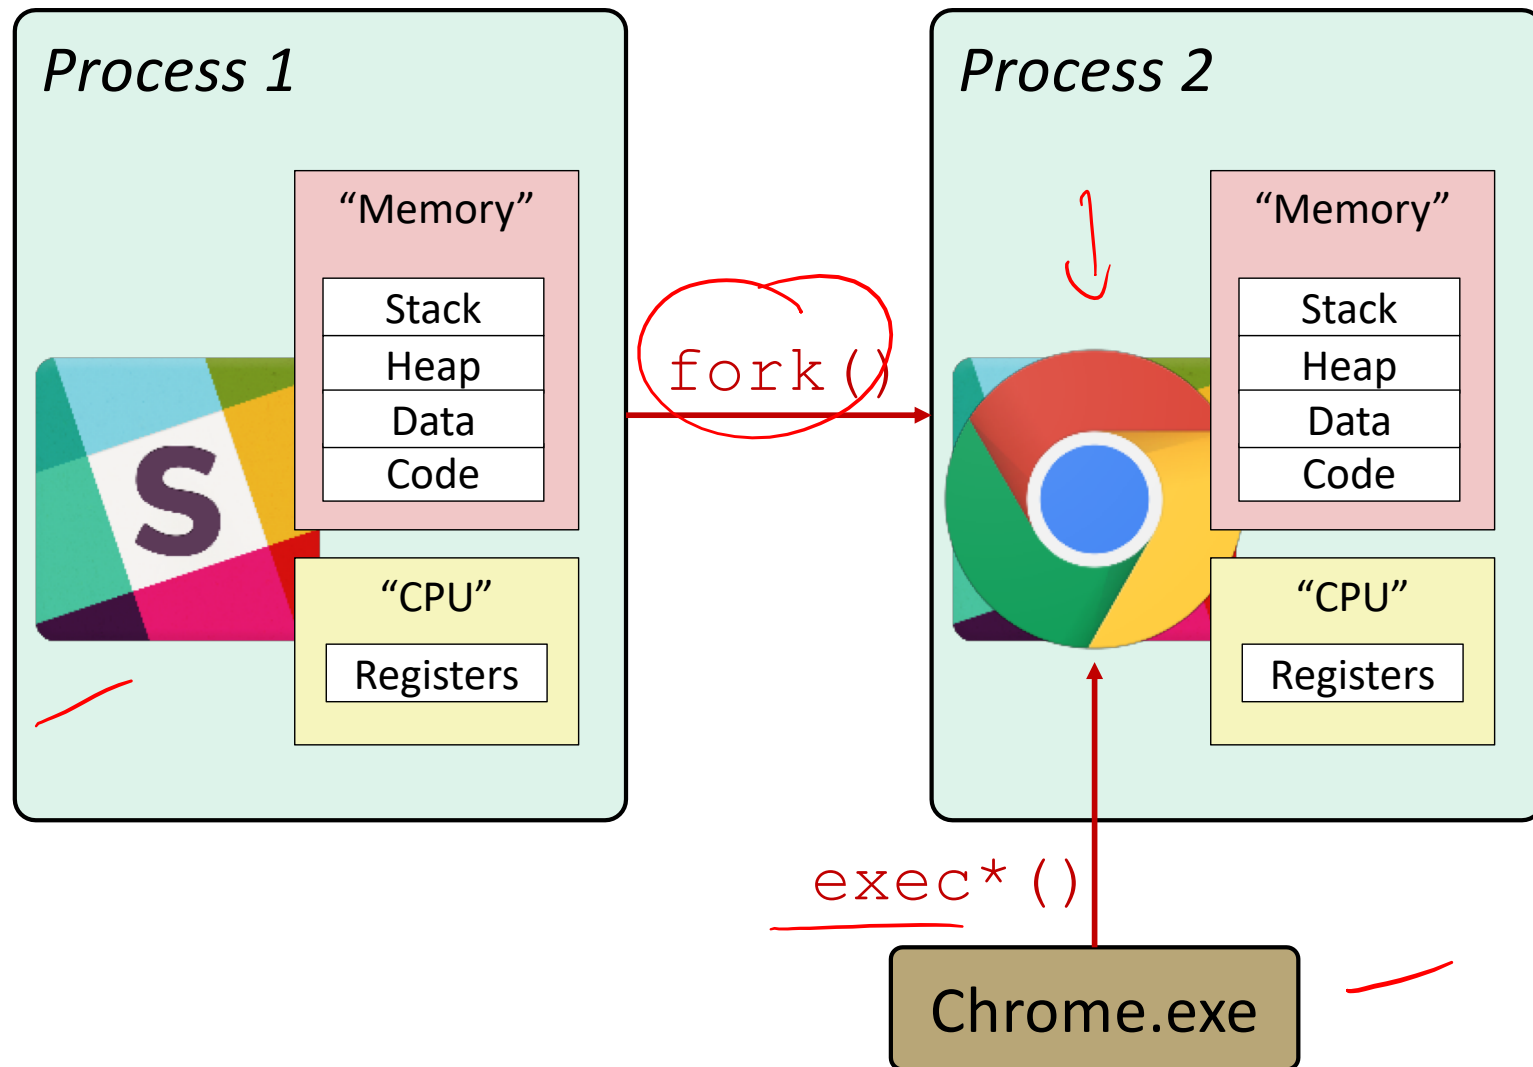 Process 1
“Memory”
Stack
Heap
Data
Code
S
“CPU”
Registers
fork()
Process 2
“Memory”
Stack
Heap
Data
Code
“CPU”
Registers
exec*()
Chrome.exe